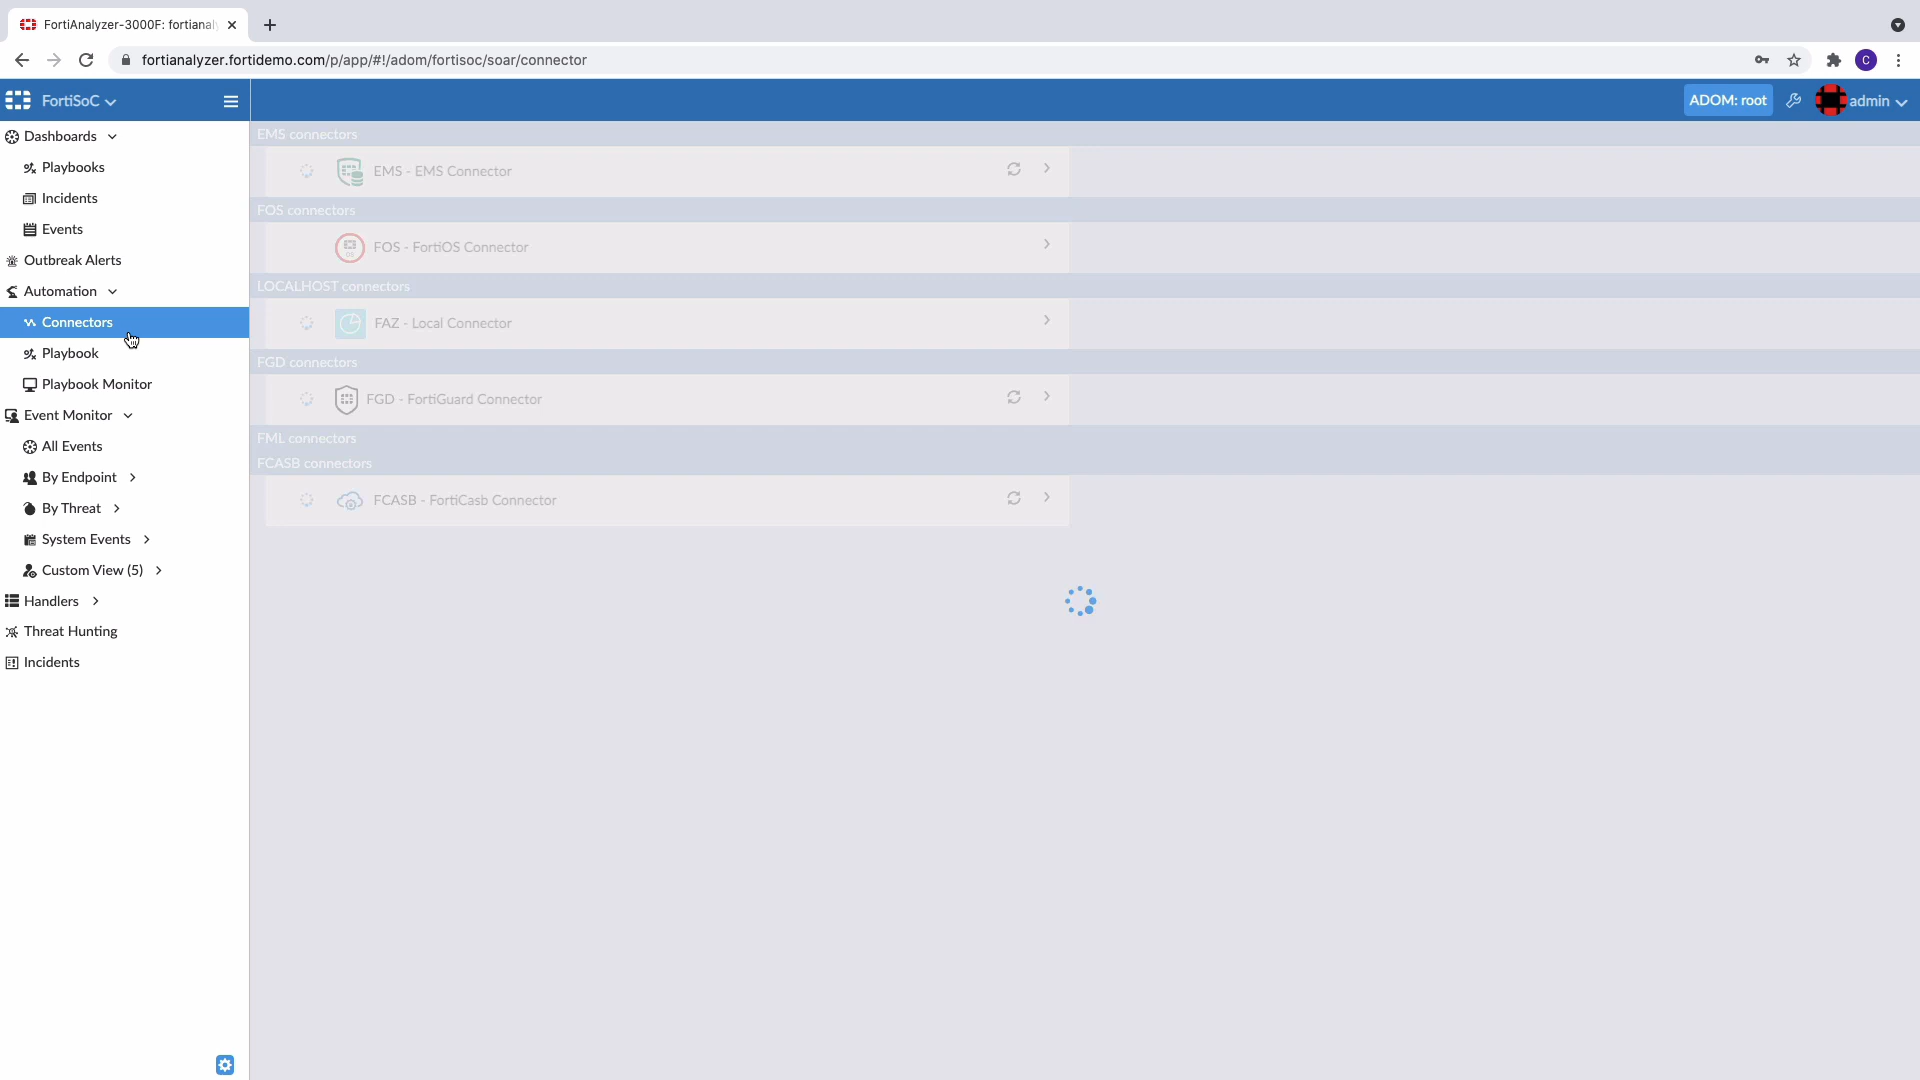 FortiAnalyzer-3000F: fortianaly
fortianalyzer.fortidemo.com/p/app/#!/adom/fortisoc/soar/connector
C
FortiSoC
ADOM: root
admin
Dashboards
Playbooks
Incidents
Events
Outbreak Alerts
Automation
Connectors
Playbook
Playbook Monitor
Event Monitor
All Events
By Endpoint
By Threat
System Events
Custom View (5)
Handlers
Threat Hunting
Incidents
EMS connectors
EMS - EMS Connector
FOS connectors
FOS - FortiOS Connector
LOCALHOST connectors
FAZ - Local Connector
FGD connectors
FGD - FortiGuard Connector
FML connectors
FCASB connectors
FCASB - FortiCasb Connector